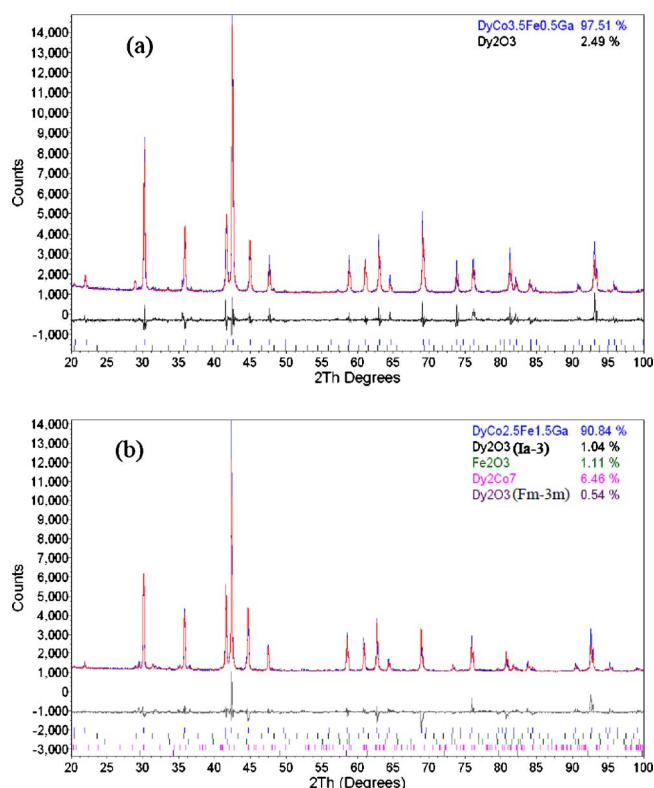 (a)
DyCo3.5Fe0.5Ga 97.51 %
Dy2O3 2.49 %
14,000
13,000
12,000
11,000
10,000
9,000
8,000
7,000
6,000
5,000
4,000
3,000
2,000
1,000
0
-1,000
Counts
20 25 30 35 40 45 50 55 60 65 70 75 80 85 90 95 100
2Th Degrees
(b)
DyCo2.5Fe1.5Ga 90.84 %
Dy2O3 (Ia-3) 1.04 %
Fe2O3 1.11 %
Dy2Co7 6.46 %
Dy2O3 (Fm-3m) 0.54 %
14,000
13,000
12,000
11,000
10,000
9,000
8,000
7,000
6,000
5,000
4,000
3,000
2,000
1,000
0
-1,000
-2,000
-3,000
Counts
20 25 30 35 40 45 50 55 60 65 70 75 80 85 90 95 100
2Th (Degrees)